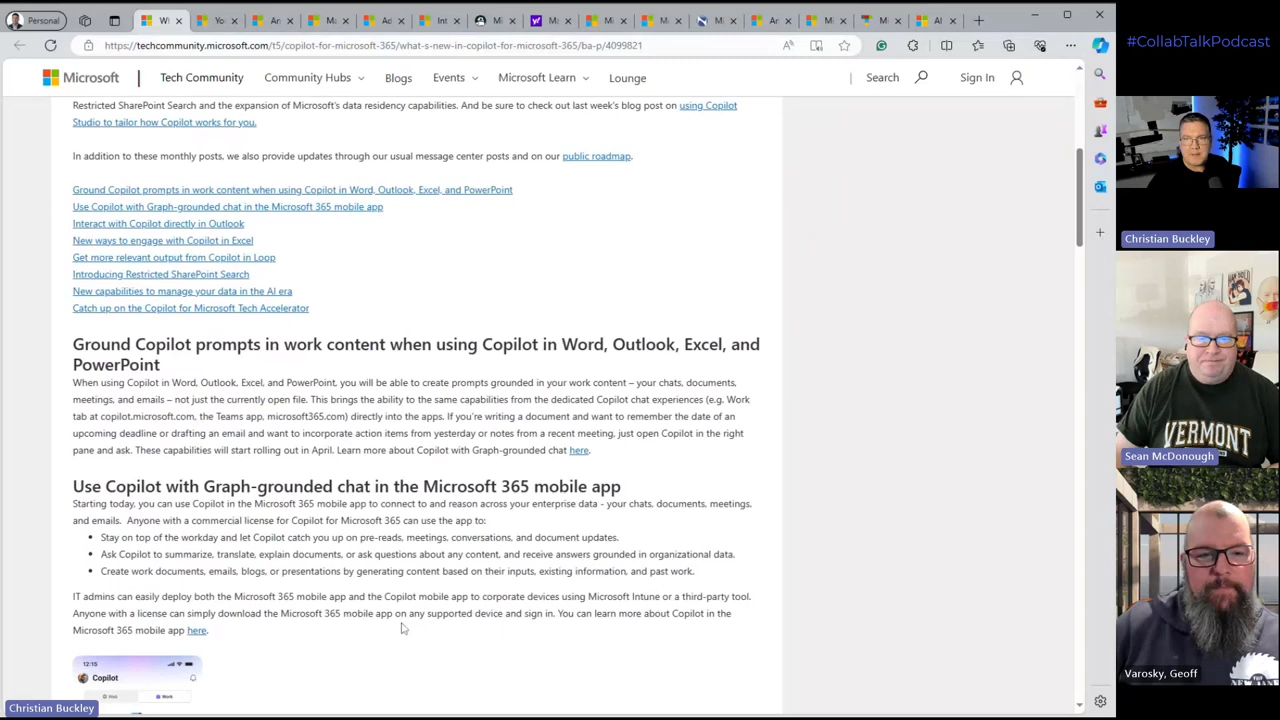 Personal
Wh
Yo
An
Ma
Ad
Int
Mi
Mo
Mi
Mi
Mi
Ar
Mi
Mi
AI
#CollabTalkPodcast
https://techcommunity.microsoft.com/t5/copilot-for-microsoft-365/what-s-new-in-copilot-for-microsoft-365/ba-p/4099821
Microsoft
Tech Community
Community Hubs
Blogs
Events
Microsoft Learn
Lounge
Search
Sign In
Restricted SharePoint Search and the expansion of Microsoft's data residency capabilities. And be sure to check out last week's blog post on using Copilot
Studio to tailor how Copilot works for you.
In addition to these monthly posts, we also provide updates through our usual message center posts and on our public roadmap.
Ground Copilot prompts in work content when using Copilot in Word, Outlook, Excel, and PowerPoint
Use Copilot with Graph-grounded chat in the Microsoft 365 mobile app
Interact with Copilot directly in Outlook
New ways to engage with Copilot in Excel
Get more relevant output from Copilot in Loop
Introducing Restricted SharePoint Search
New capabilities to manage your data in the AI era
Catch up on the Copilot for Microsoft Tech Accelerator
Ground Copilot prompts in work content when using Copilot in Word, Outlook, Excel, and
PowerPoint
When using Copilot in Word, Outlook, Excel, and PowerPoint, you will be able to create prompts grounded in your work content – your chats, documents,
meetings, and emails – not just the currently open file. This brings the ability to the same capabilities from the dedicated Copilot chat experiences (e.g. Work
tab at copilot.microsoft.com, the Teams app, microsoft365.com) directly into the apps. If you're writing a document and want to remember the date of an
upcoming deadline or drafting an email and want to incorporate action items from yesterday or notes from a recent meeting, just open Copilot in the right
pane and ask. These capabilities will start rolling out in April. Learn more about Copilot with Graph-grounded chat here.
Use Copilot with Graph-grounded chat in the Microsoft 365 mobile app
Starting today, you can use Copilot in the Microsoft 365 mobile app to connect to and reason across your enterprise data - your chats, documents, meetings,
and emails. Anyone with a commercial license for Copilot for Microsoft 365 can use the app to:
• Stay on top of the workday and let Copilot catch you up on pre-reads, meetings, conversations, and document updates.
• Ask Copilot to summarize, translate, explain documents, or ask questions about any content, and receive answers grounded in organizational data.
• Create work documents, emails, blogs, or presentations by generating content based on their inputs, existing information, and past work.
IT admins can easily deploy both the Microsoft 365 mobile app and the Copilot mobile app to corporate devices using Microsoft Intune or a third-party tool.
Anyone with a license can simply download the Microsoft 365 mobile app on any supported device and sign in. You can learn more about Copilot in the
Microsoft 365 mobile app here.
12:15
Copilot
Web
Work
Christian Buckley
Christian Buckley
VERMONT
Sean McDonough
Varosky, Geoff